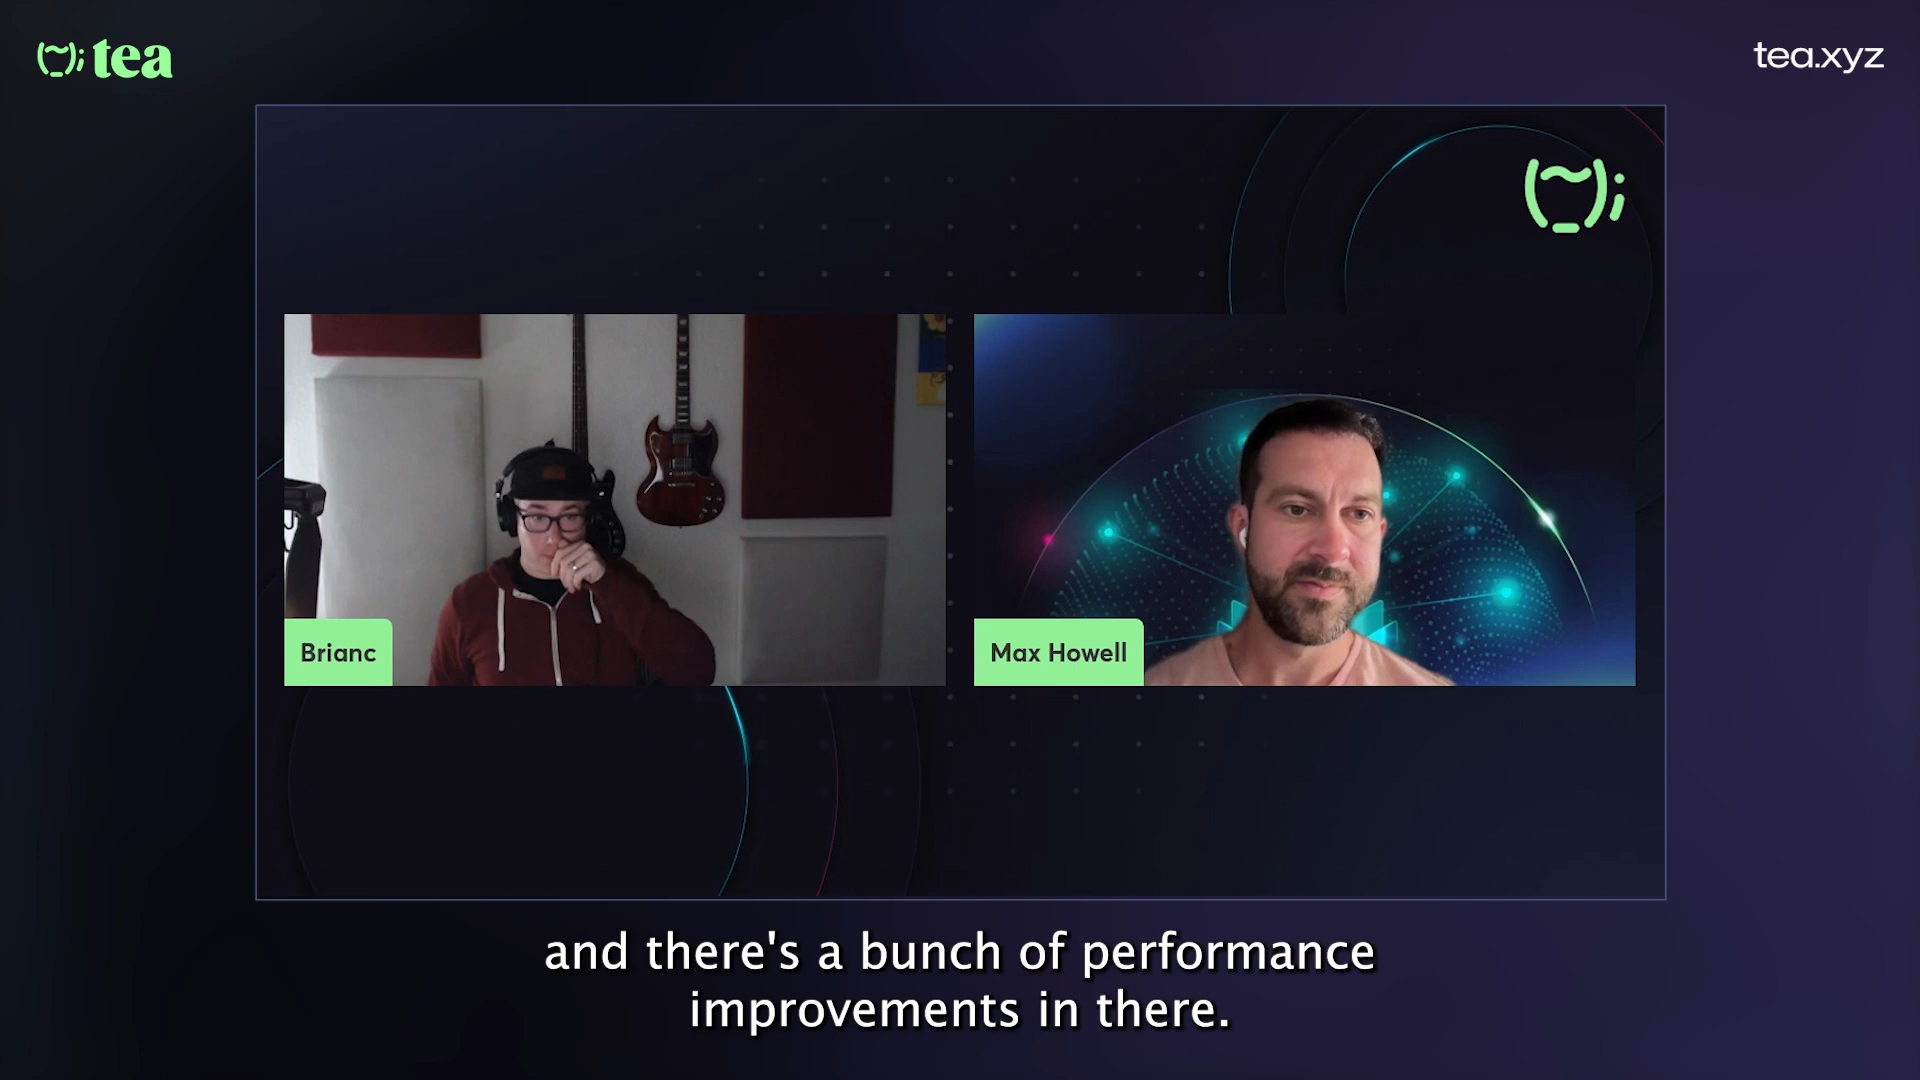 tea
tea.xyz
Brianc
Max Howell
and there's a bunch of performance
improvements in there.